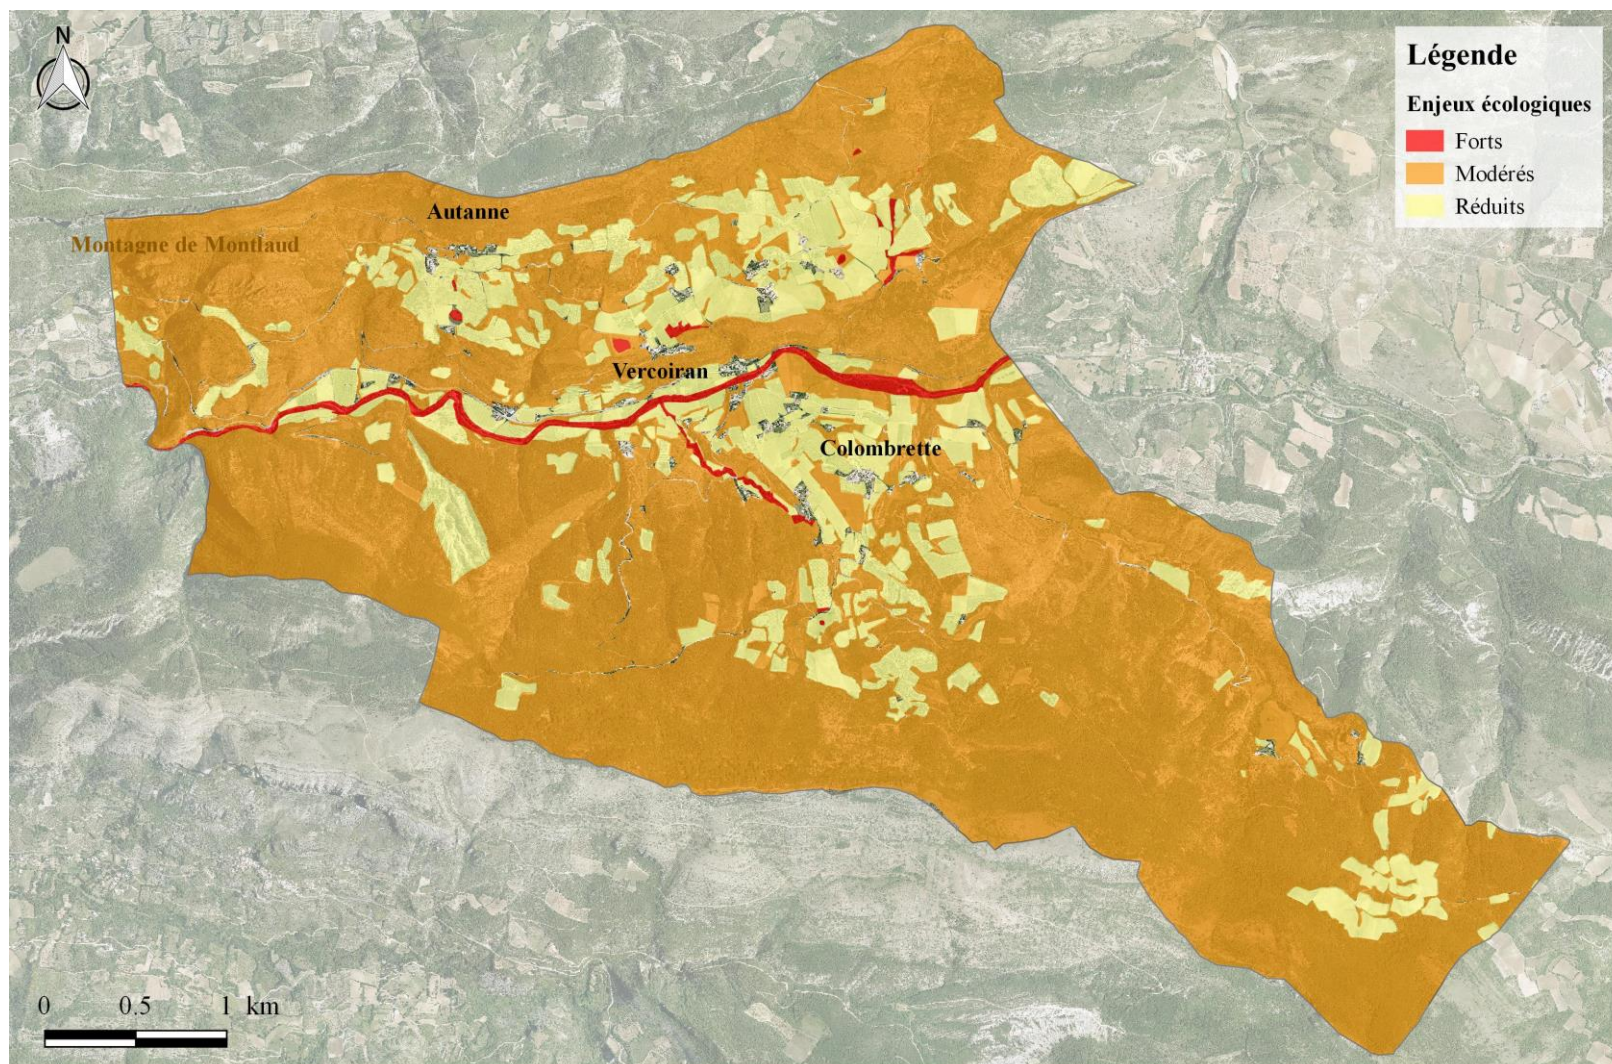 N
Légende
Enjeux écologiques
Forts
Modérés
Réduits
Autanne
Montagne de Montlaud
Vercoiran
Colombrette
0 0.5 1 km